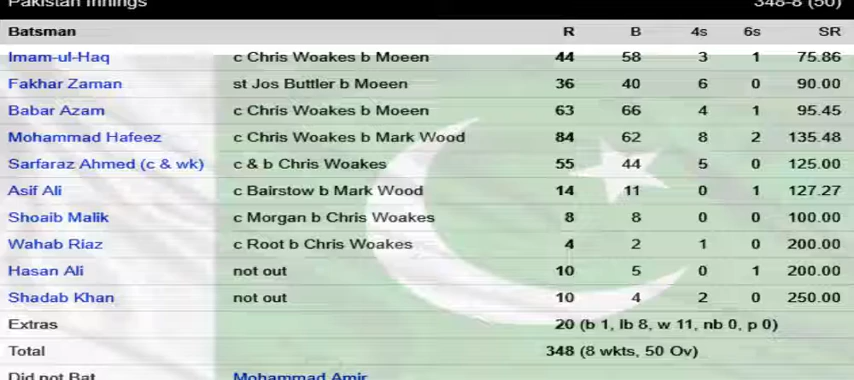 Pakistan Innings 348-8 (50)
Batsman R B 4s 6s SR
Imam-ul-Haq c Chris Woakes b Moeen 44 58 3 1 75.86
Fakhar Zaman st Jos Buttler b Moeen 36 40 6 0 90.00
Babar Azam c Chris Woakes b Moeen 63 66 4 1 95.45
Mohammad Hafeez c Chris Woakes b Mark Wood 84 62 8 2 135.48
Sarfaraz Ahmed (c & wk) c & b Chris Woakes 55 44 5 0 125.00
Asif Ali c Bairstow b Mark Wood 14 11 0 1 127.27
Shoaib Malik c Morgan b Chris Woakes 8 8 0 0 100.00
Wahab Riaz c Root b Chris Woakes 4 2 1 0 200.00
Hasan Ali not out 10 5 0 1 200.00
Shadab Khan not out 10 4 2 0 250.00
Extras 20 (b 1, lb 8, w 11, nb 0, p 0)
Total 348 (8 wkts, 50 Ov)
Did not Bat Mohammad Amir